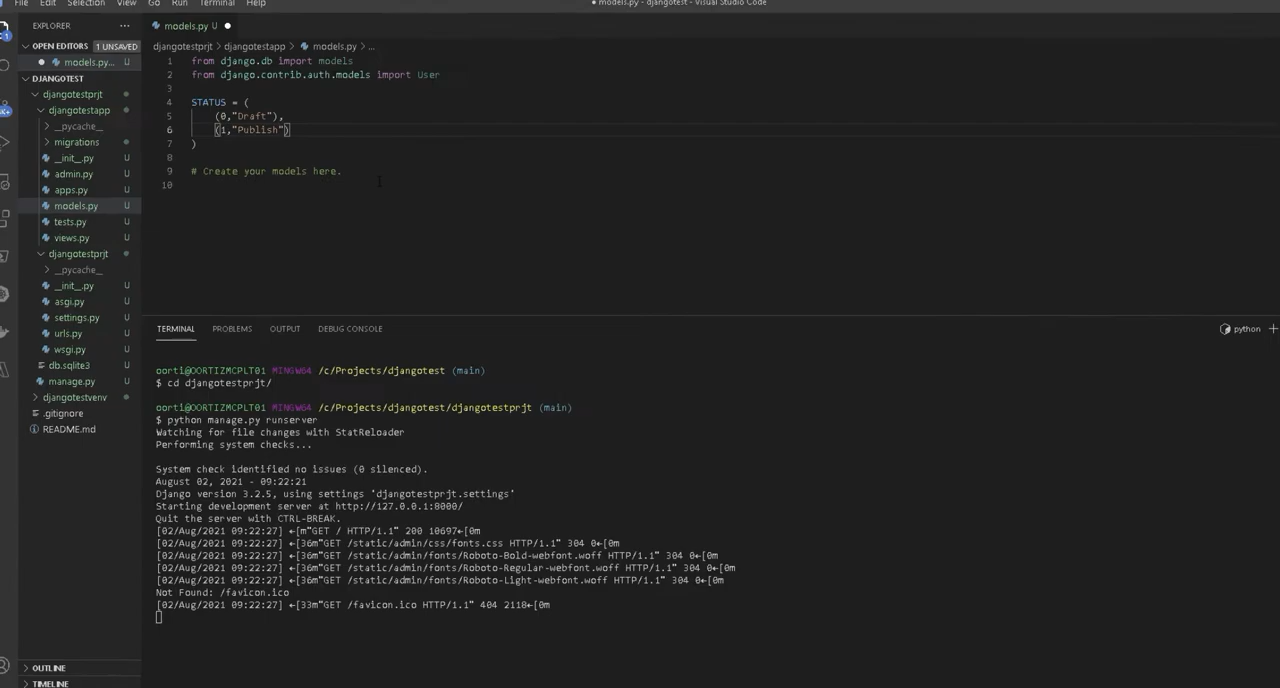 File Edit Selection View Go Run Terminal Help
● models.py - djangotest - Visual Studio Code
EXPLORER ...
OPEN EDITORS 1 UNSAVED
● models.py... U
DJANGOTEST
djangotestprjt
djangotestapp
__pycache__
migrations
__init__.py U
admin.py U
apps.py U
models.py U
tests.py U
views.py U
djangotestprjt
__pycache__
__init__.py U
asgi.py U
settings.py U
urls.py U
wsgi.py U
db.sqlite3 U
manage.py U
djangotestvenv
.gitignore
README.md
OUTLINE
TIMELINE
models.py U ●
djangotestprjt > djangotestapp > models.py > ...
1 from django.db import models
2 from django.contrib.auth.models import User
3
4 STATUS = (
5 (0,"Draft"),
6 (1,"Publish")
7 )
8
9 # Create your models here.
10
TERMINAL PROBLEMS OUTPUT DEBUG CONSOLE
python
oorti@OORTIZMCPLT01 MINGW64 /c/Projects/djangotest (main)
$ cd djangotestprjt/
oorti@OORTIZMCPLT01 MINGW64 /c/Projects/djangotest/djangotestprjt (main)
$ python manage.py runserver
Watching for file changes with StatReloader
Performing system checks...
System check identified no issues (0 silenced).
August 02, 2021 - 09:22:21
Django version 3.2.5, using settings 'djangotestprjt.settings'
Starting development server at http://127.0.0.1:8000/
Quit the server with CTRL-BREAK.
[02/Aug/2021 09:22:27] ←[m"GET / HTTP/1.1" 200 10697←[0m
[02/Aug/2021 09:22:27] ←[36m"GET /static/admin/css/fonts.css HTTP/1.1" 304 0←[0m
[02/Aug/2021 09:22:27] ←[36m"GET /static/admin/fonts/Roboto-Bold-webfont.woff HTTP/1.1" 304 0←[0m
[02/Aug/2021 09:22:27] ←[36m"GET /static/admin/fonts/Roboto-Regular-webfont.woff HTTP/1.1" 304 0←[0m
[02/Aug/2021 09:22:27] ←[36m"GET /static/admin/fonts/Roboto-Light-webfont.woff HTTP/1.1" 304 0←[0m
Not Found: /favicon.ico
[02/Aug/2021 09:22:27] ←[33m"GET /favicon.ico HTTP/1.1" 404 2118←[0m